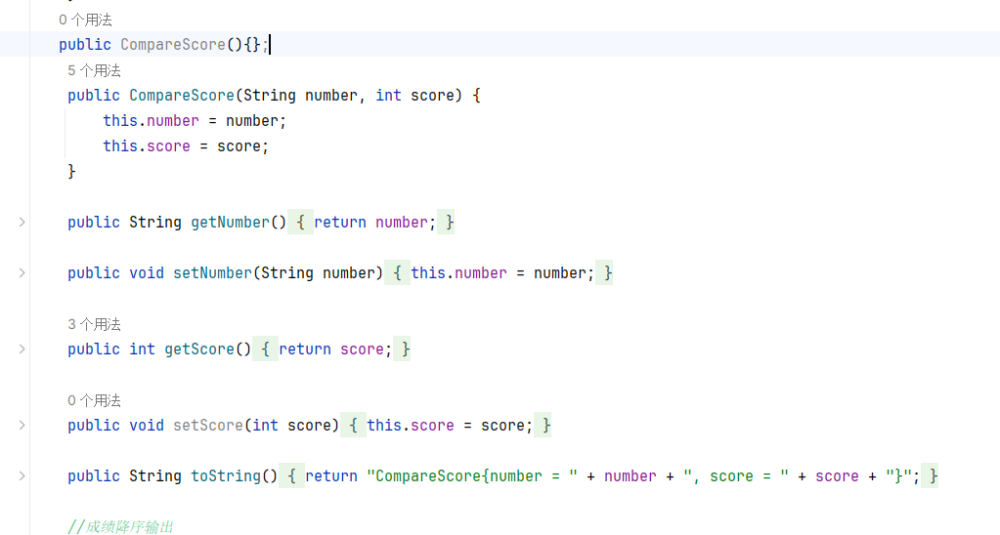 0 个用法
public CompareScore(){};
5 个用法
public CompareScore(String number, int score) {
this.number = number;
this.score = score;
}
public String getNumber() { return number; }
public void setNumber(String number) { this.number = number; }
3 个用法
public int getScore() { return score; }
0 个用法
public void setScore(int score) { this.score = score; }
public String toString() { return "CompareScore{number = " + number + ", score = " + score + "}"; }
//成绩降序输出